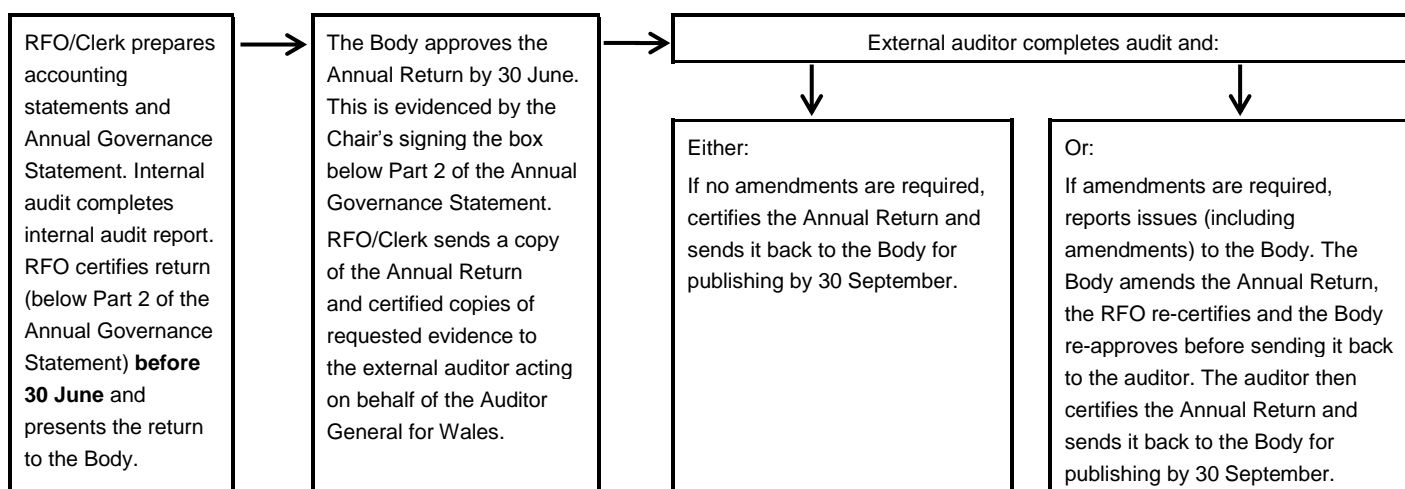 RFO/Clerk prepares
accounting
statements and
Annual Governance
Statement. Internal
audit completes
internal audit report.
RFO certifies return
(below Part 2 of the
Annual Governance
Statement) before
30 June and
presents the return
to the Body.
The Body approves the
Annual Return by 30 June.
This is evidenced by the
Chair’s signing the box
below Part 2 of the Annual
Governance Statement.
RFO/Clerk sends a copy
of the Annual Return
and certified copies of
requested evidence to
the external auditor acting
on behalf of the Auditor
General for Wales.
External auditor completes audit and:
Either:
If no amendments are required,
certifies the Annual Return and
sends it back to the Body for
publishing by 30 September.
Or:
If amendments are required,
reports issues (including
amendments) to the Body. The
Body amends the Annual Return,
the RFO re-certifies and the Body
re-approves before sending it back
to the auditor. The auditor then
certifies the Annual Return and
sends it back to the Body for
publishing by 30 September.